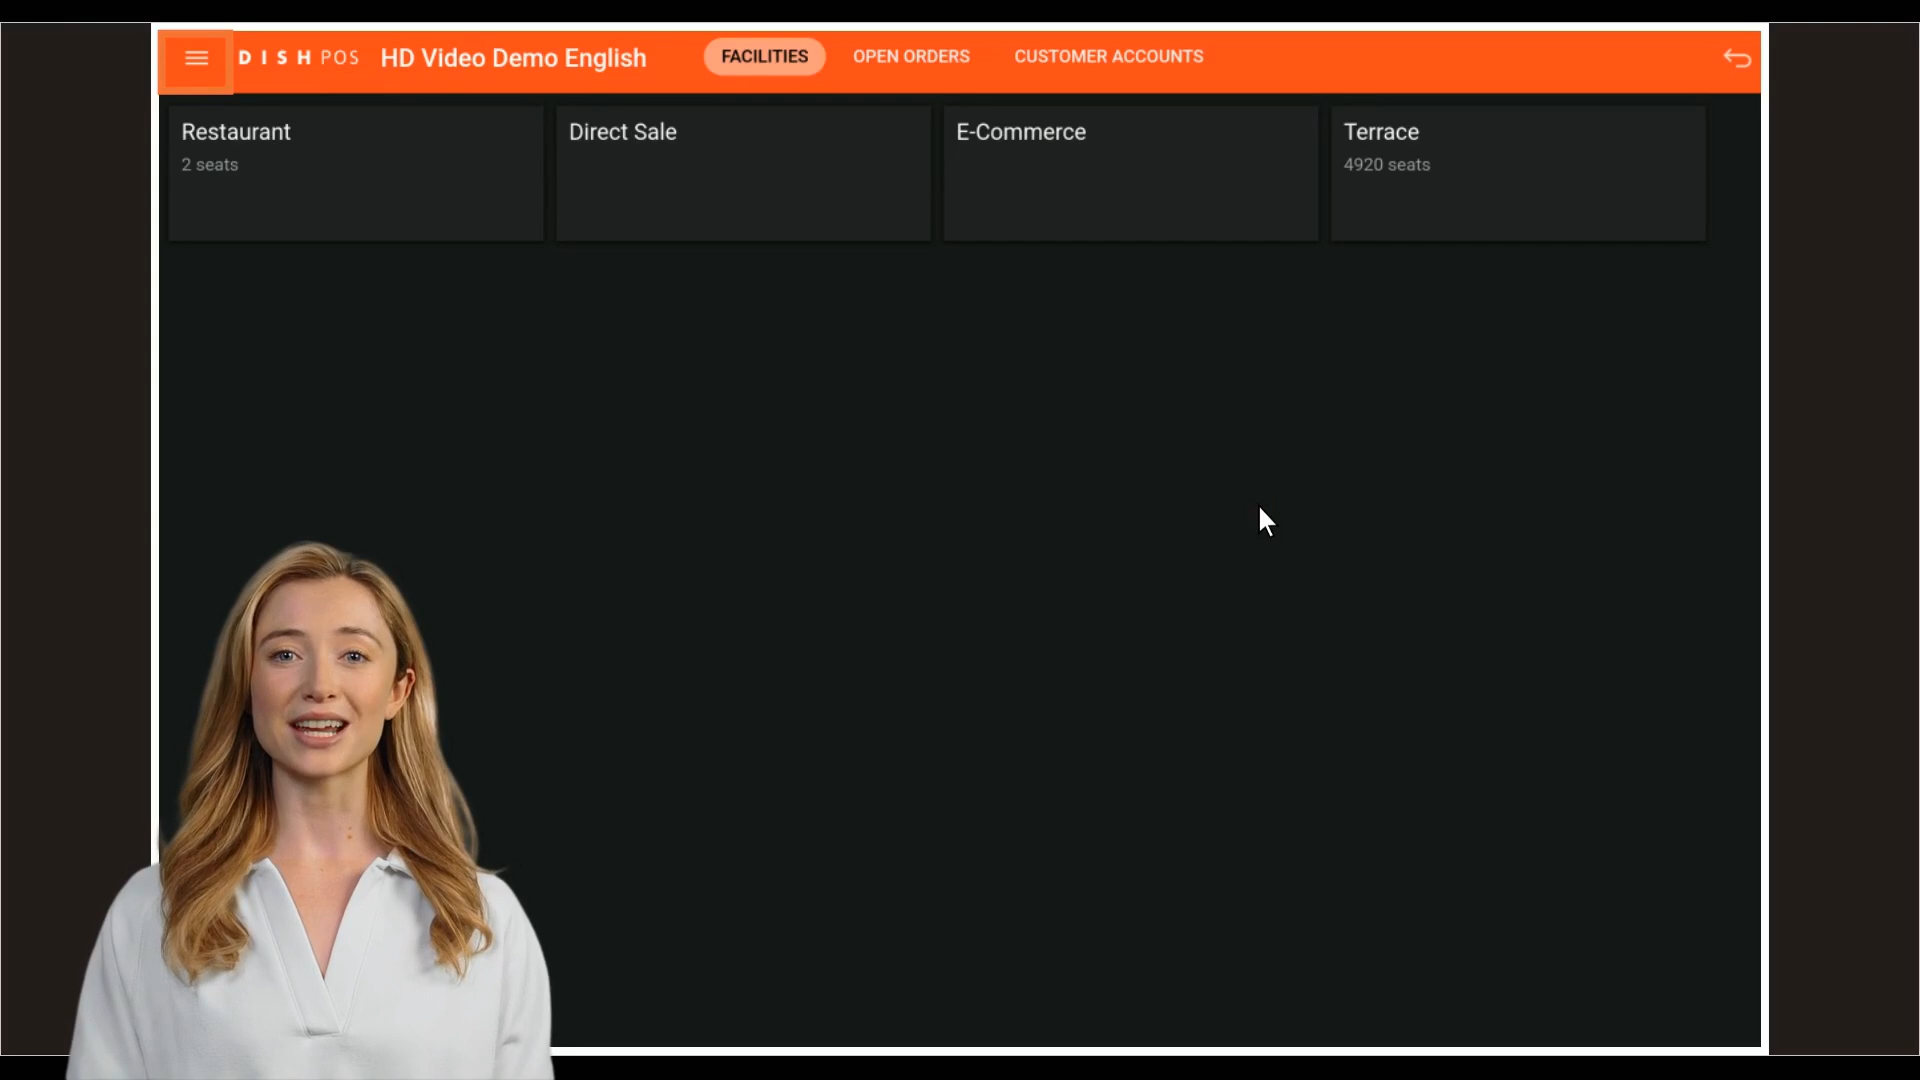 DISH POS HD Video Demo English FACILITIES OPEN ORDERS CUSTOMER ACCOUNTS
Restaurant
2 seats
Direct Sale
E-Commerce
Terrace
4920 seats